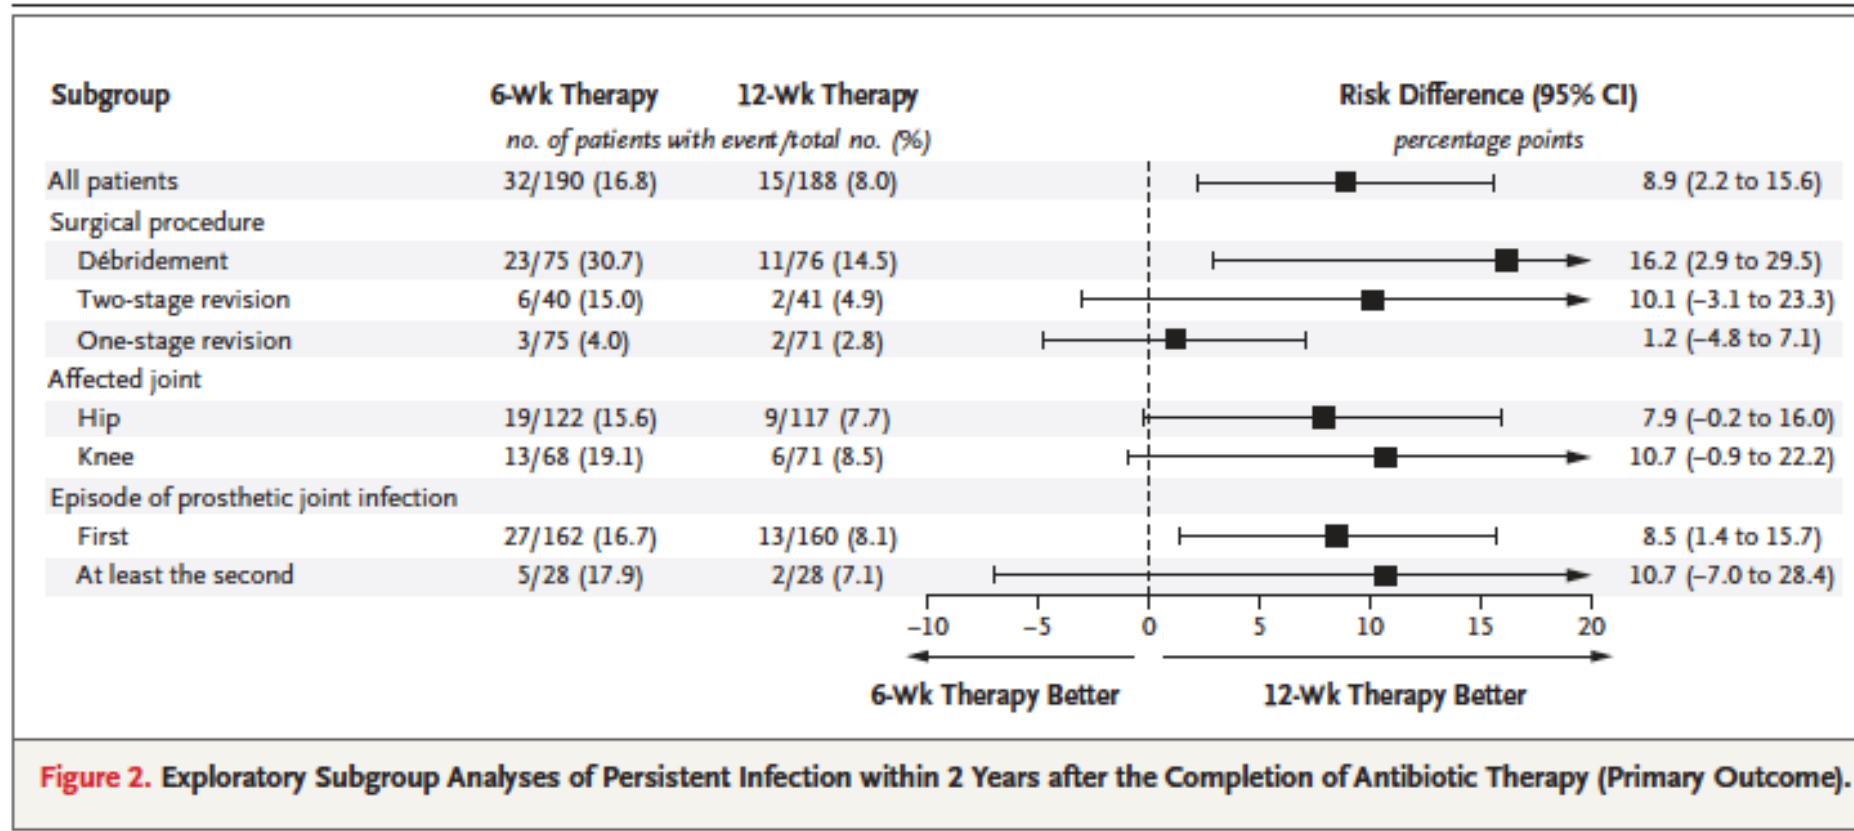 Subgroup 6-Wk Therapy 12-Wk Therapy Risk Difference (95% CI)
no. of patients with event/total no. (%) percentage points
All patients 32/190 (16.8) 15/188 (8.0) 8.9 (2.2 to 15.6)
Surgical procedure
Débridement 23/75 (30.7) 11/76 (14.5) 16.2 (2.9 to 29.5)
Two-stage revision 6/40 (15.0) 2/41 (4.9) 10.1 (–3.1 to 23.3)
One-stage revision 3/75 (4.0) 2/71 (2.8) 1.2 (–4.8 to 7.1)
Affected joint
Hip 19/122 (15.6) 9/117 (7.7) 7.9 (–0.2 to 16.0)
Knee 13/68 (19.1) 6/71 (8.5) 10.7 (–0.9 to 22.2)
Episode of prosthetic joint infection
First 27/162 (16.7) 13/160 (8.1) 8.5 (1.4 to 15.7)
At least the second 5/28 (17.9) 2/28 (7.1) 10.7 (–7.0 to 28.4)
–10 –5 0 5 10 15 20
6-Wk Therapy Better 12-Wk Therapy Better
Figure 2. Exploratory Subgroup Analyses of Persistent Infection within 2 Years after the Completion of Antibiotic Therapy (Primary Outcome).